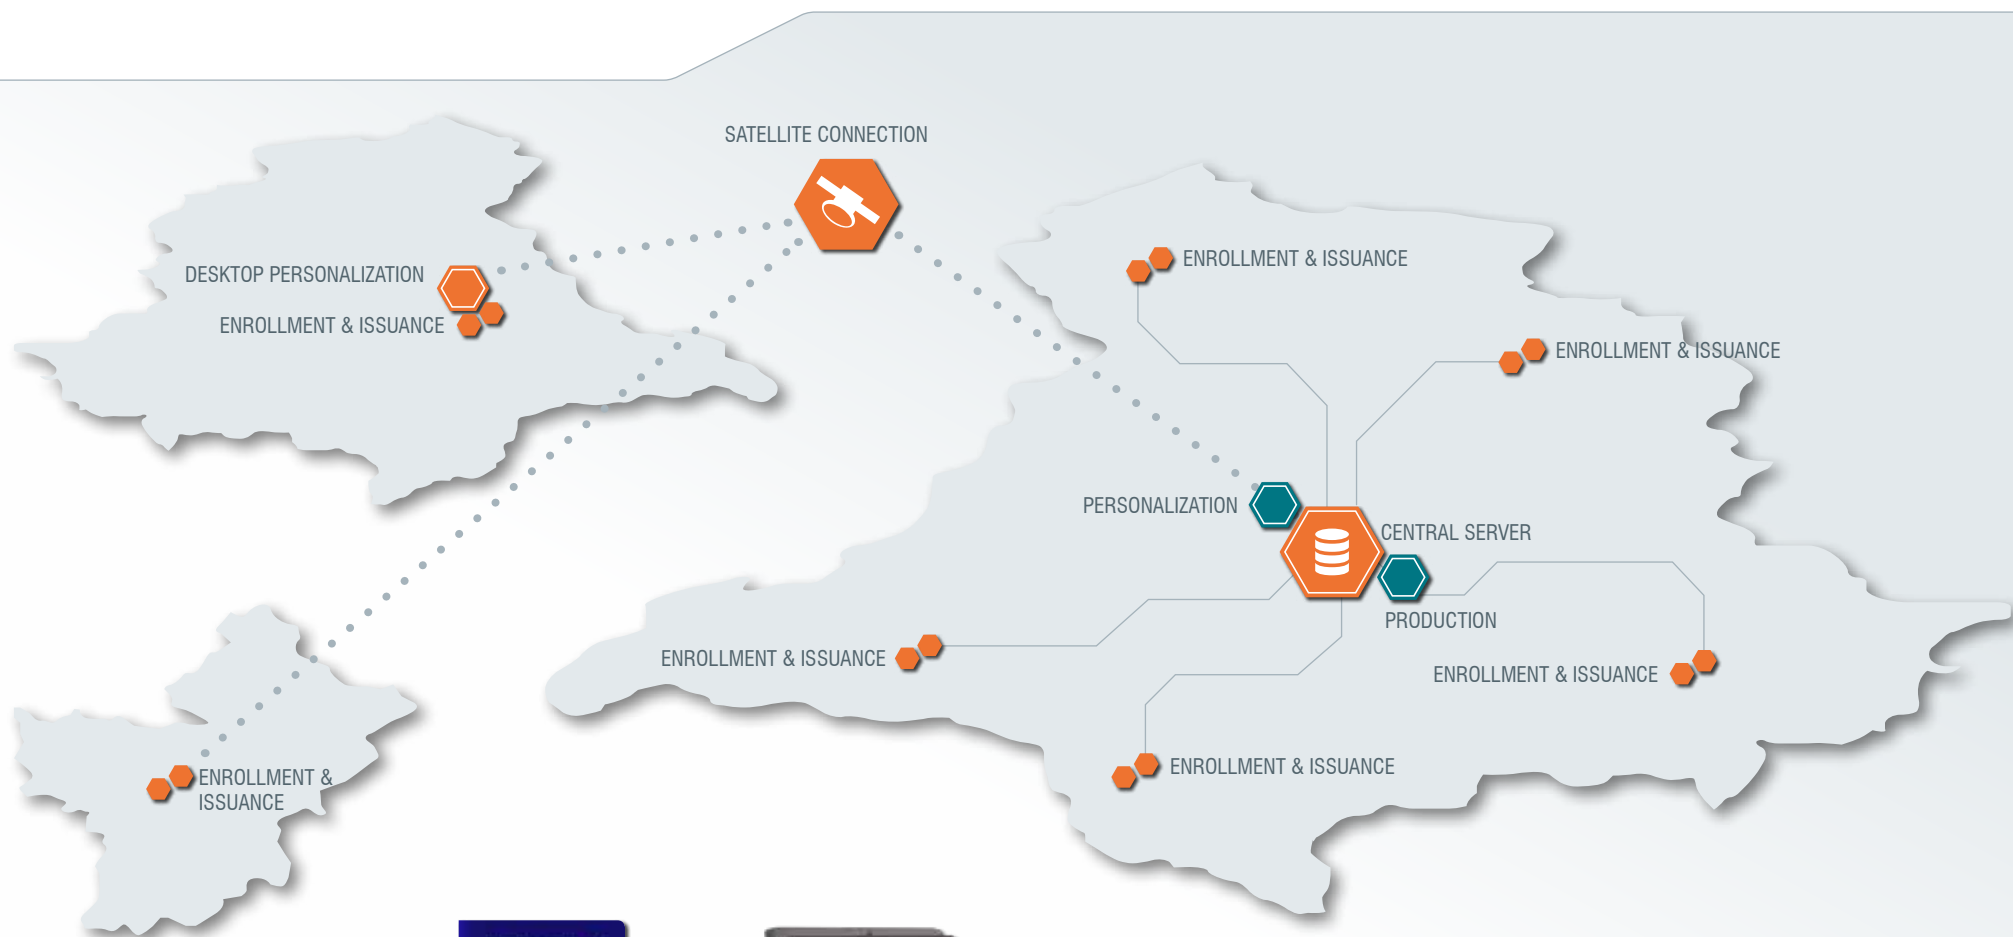 SATELLITE CONNECTION
ENROLLMENT & ISSUANCE
DESKTOP PERSONALIZATION
ENROLLMENT & ISSUANCE
ENROLLMENT & ISSUANCE
PERSONALIZATION
CENTRAL SERVER
PRODUCTION
ENROLLMENT & ISSUANCE
ENROLLMENT & ISSUANCE
ENROLLMENT & ISSUANCE
ENROLLMENT &
ISSUANCE